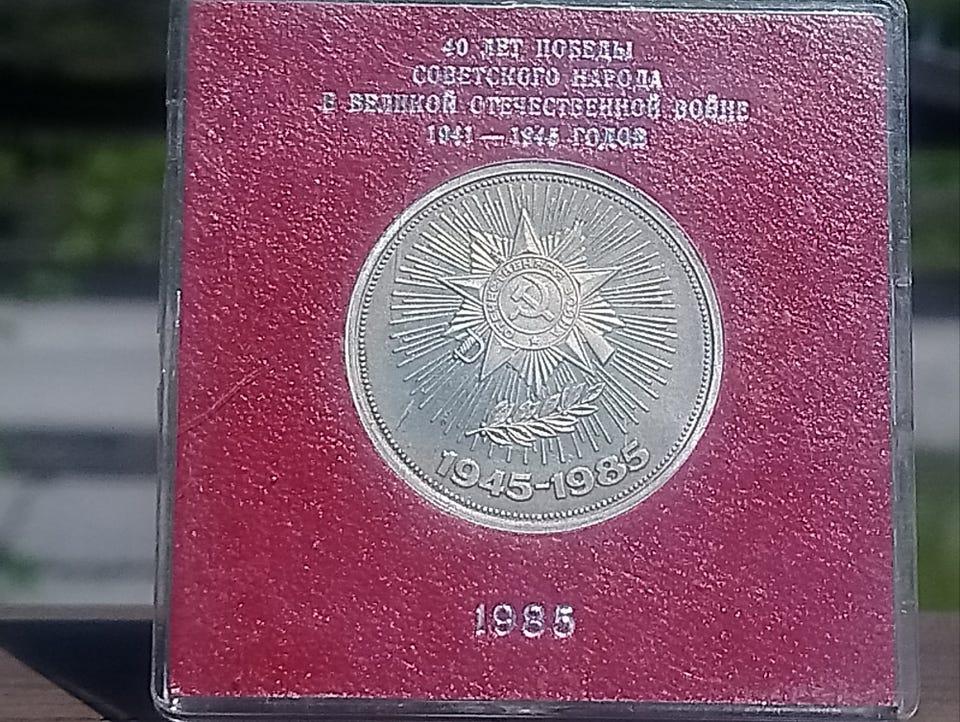 40 ЛЕТ ПОБЕДЫ
СОВЕТСКОГО НАРОДА
В ВЕЛИКОЙ ОТЕЧЕСТВЕННОЙ ВОЙНЕ
1941 — 1945 ГОДОВ
1945-1985
1985